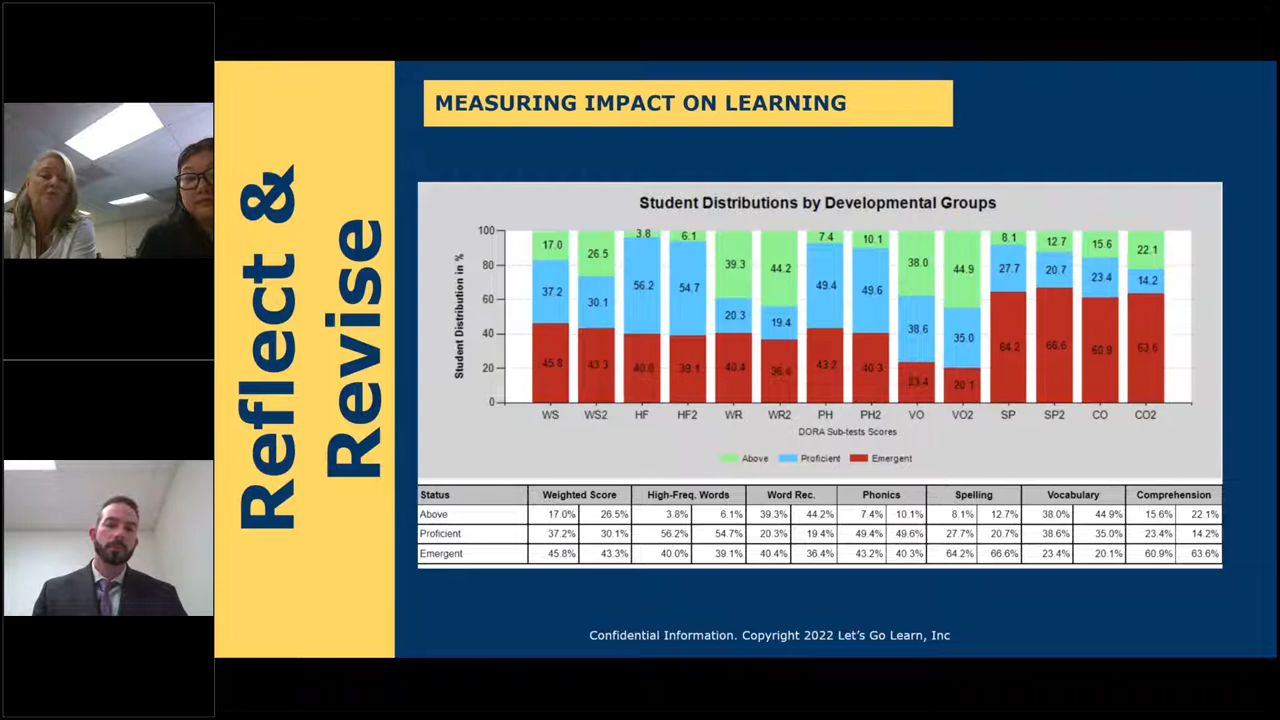 Reflect &
Revise
MEASURING IMPACT ON LEARNING
Student Distributions by Developmental Groups
Student Distribution in %
100
80
60
40
20
0
17.0 26.5 3.8 6.1 39.3 44.2 7.4 10.1 38.0 44.9 8.1 12.7 15.6 22.1
37.2 30.1 56.2 54.7 20.3 19.4 49.4 49.6 38.6 35.0 27.7 20.7 23.4 14.2
45.8 43.3 40.0 39.1 40.4 36.4 43.2 40.3 23.4 20.1 64.2 66.6 60.9 63.6
WS WS2 HF HF2 WR WR2 PH PH2 VO VO2 SP SP2 CO CO2
DORA Sub-tests Scores
Above Proficient Emergent
Status Weighted Score High-Freq. Words Word Rec. Phonics Spelling Vocabulary Comprehension
Above 17.0% 26.5% 3.8% 6.1% 39.3% 44.2% 7.4% 10.1% 8.1% 12.7% 38.0% 44.9% 15.6% 22.1%
Proficient 37.2% 30.1% 56.2% 54.7% 20.3% 19.4% 49.4% 49.6% 27.7% 20.7% 38.6% 35.0% 23.4% 14.2%
Emergent 45.8% 43.3% 40.0% 39.1% 40.4% 36.4% 43.2% 40.3% 64.2% 66.6% 23.4% 20.1% 60.9% 63.6%
Confidential Information. Copyright 2022 Let's Go Learn, Inc